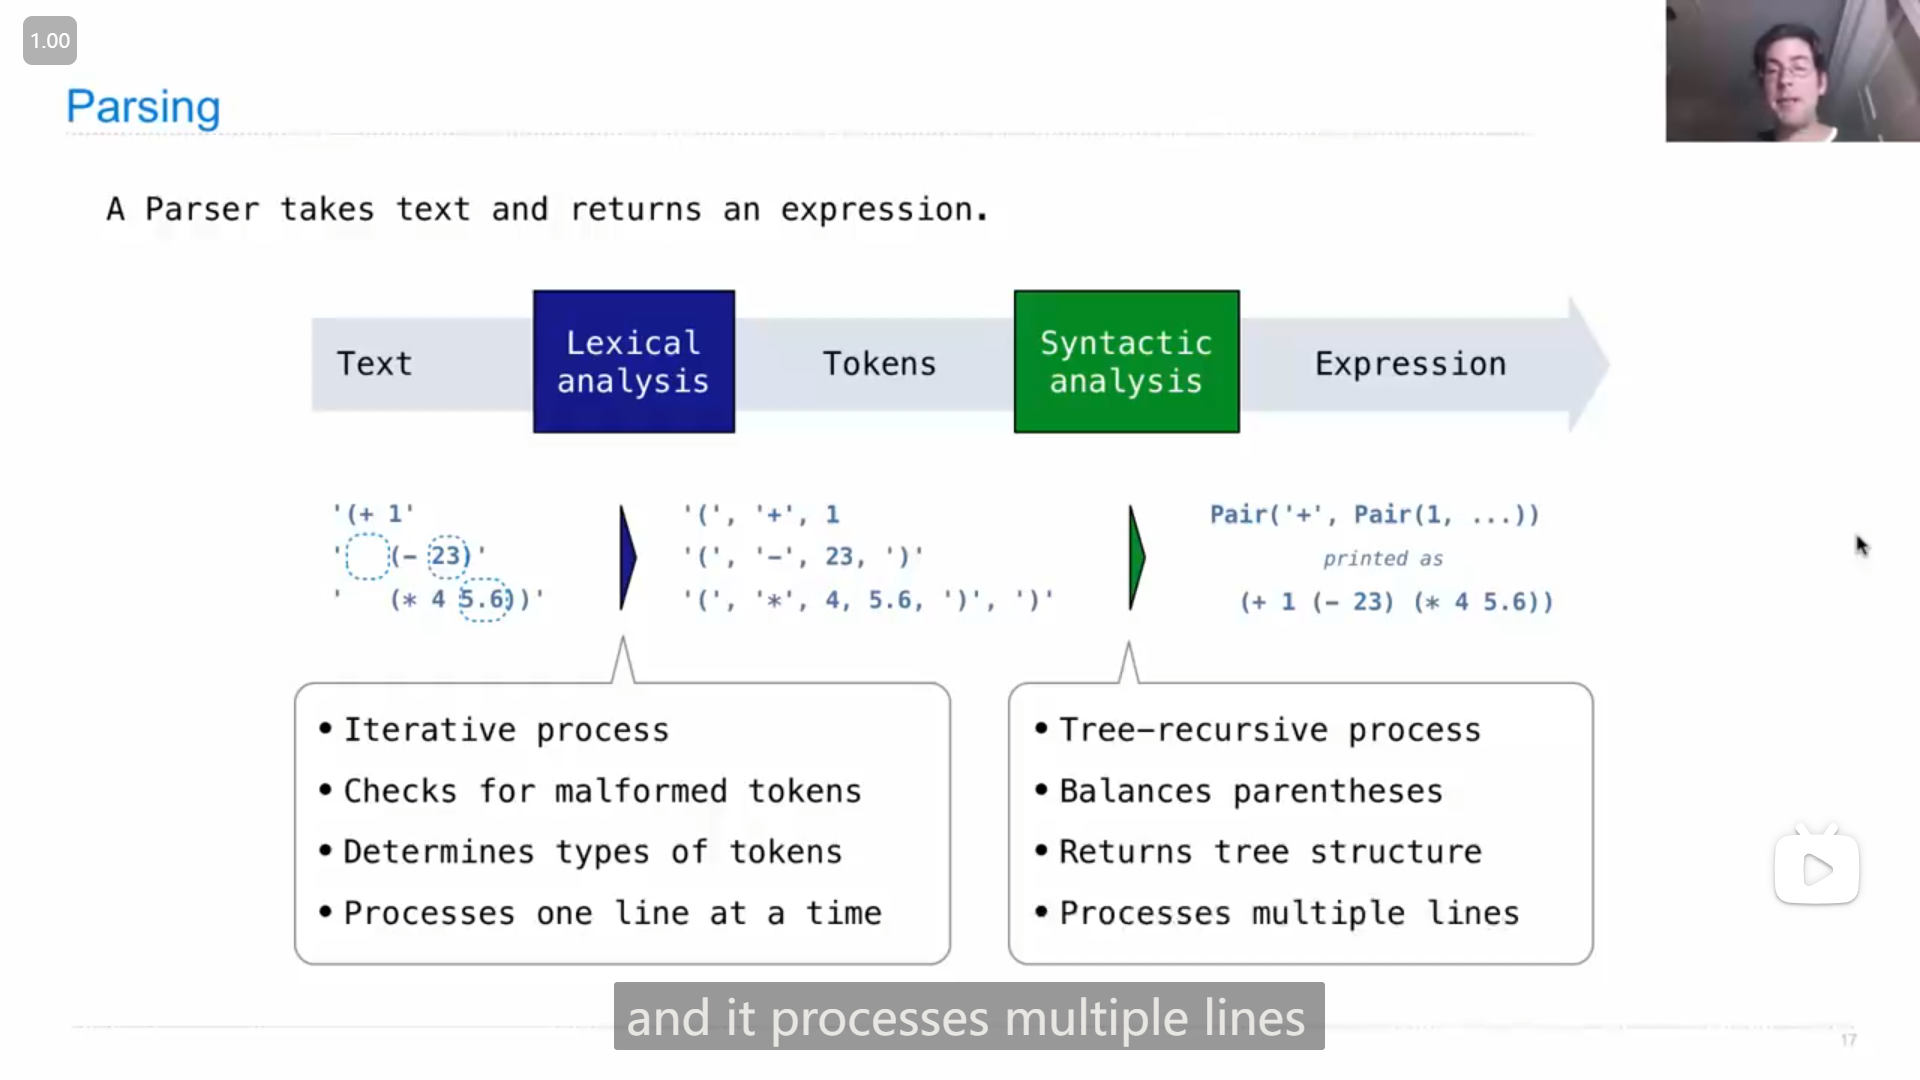 1.00
Parsing
A Parser takes text and returns an expression.
Text
Lexical
analysis
Tokens
Syntactic
analysis
Expression
'(+ 1'
'   (- 23)'
'   (* 4 5.6))'
'(', '+', 1
'(', '-', 23, ')'
'(', '*', 4, 5.6, ')', ')'
Pair('+', Pair(1, ...))
printed as
(+ 1 (- 23) (* 4 5.6))
• Iterative process
• Checks for malformed tokens
• Determines types of tokens
• Processes one line at a time
• Tree-recursive process
• Balances parentheses
• Returns tree structure
• Processes multiple lines
and it processes multiple lines
17